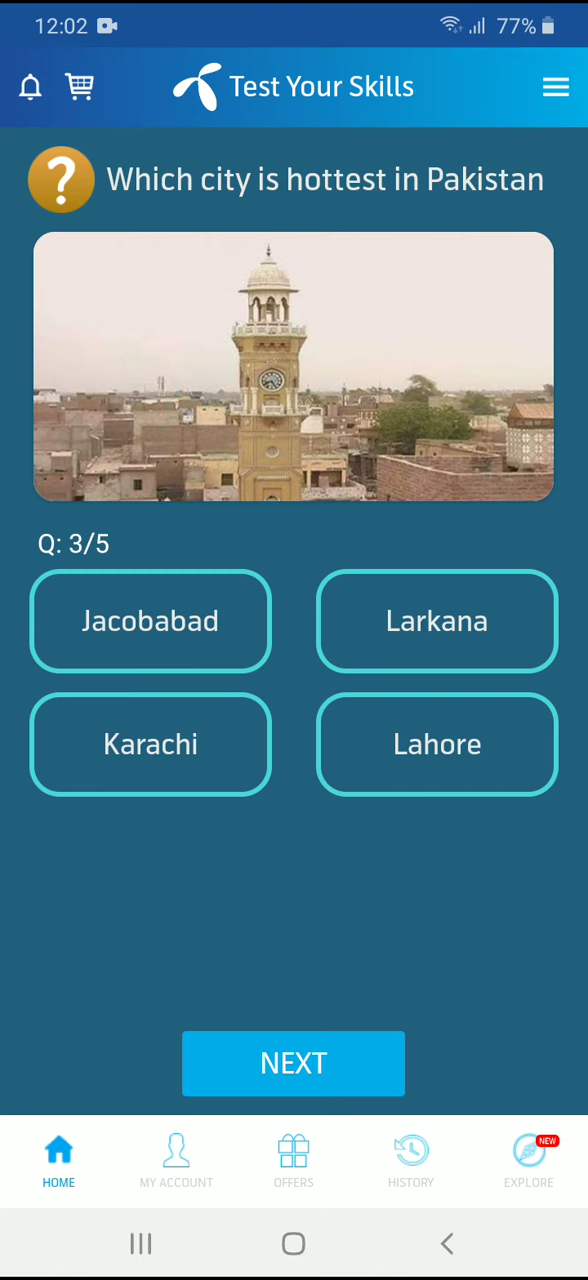 12:02 77%
Test Your Skills
? Which city is hottest in Pakistan
Q: 3/5
Jacobabad Larkana
Karachi Lahore
NEXT
NEW
HOME MY ACCOUNT OFFERS HISTORY EXPLORE